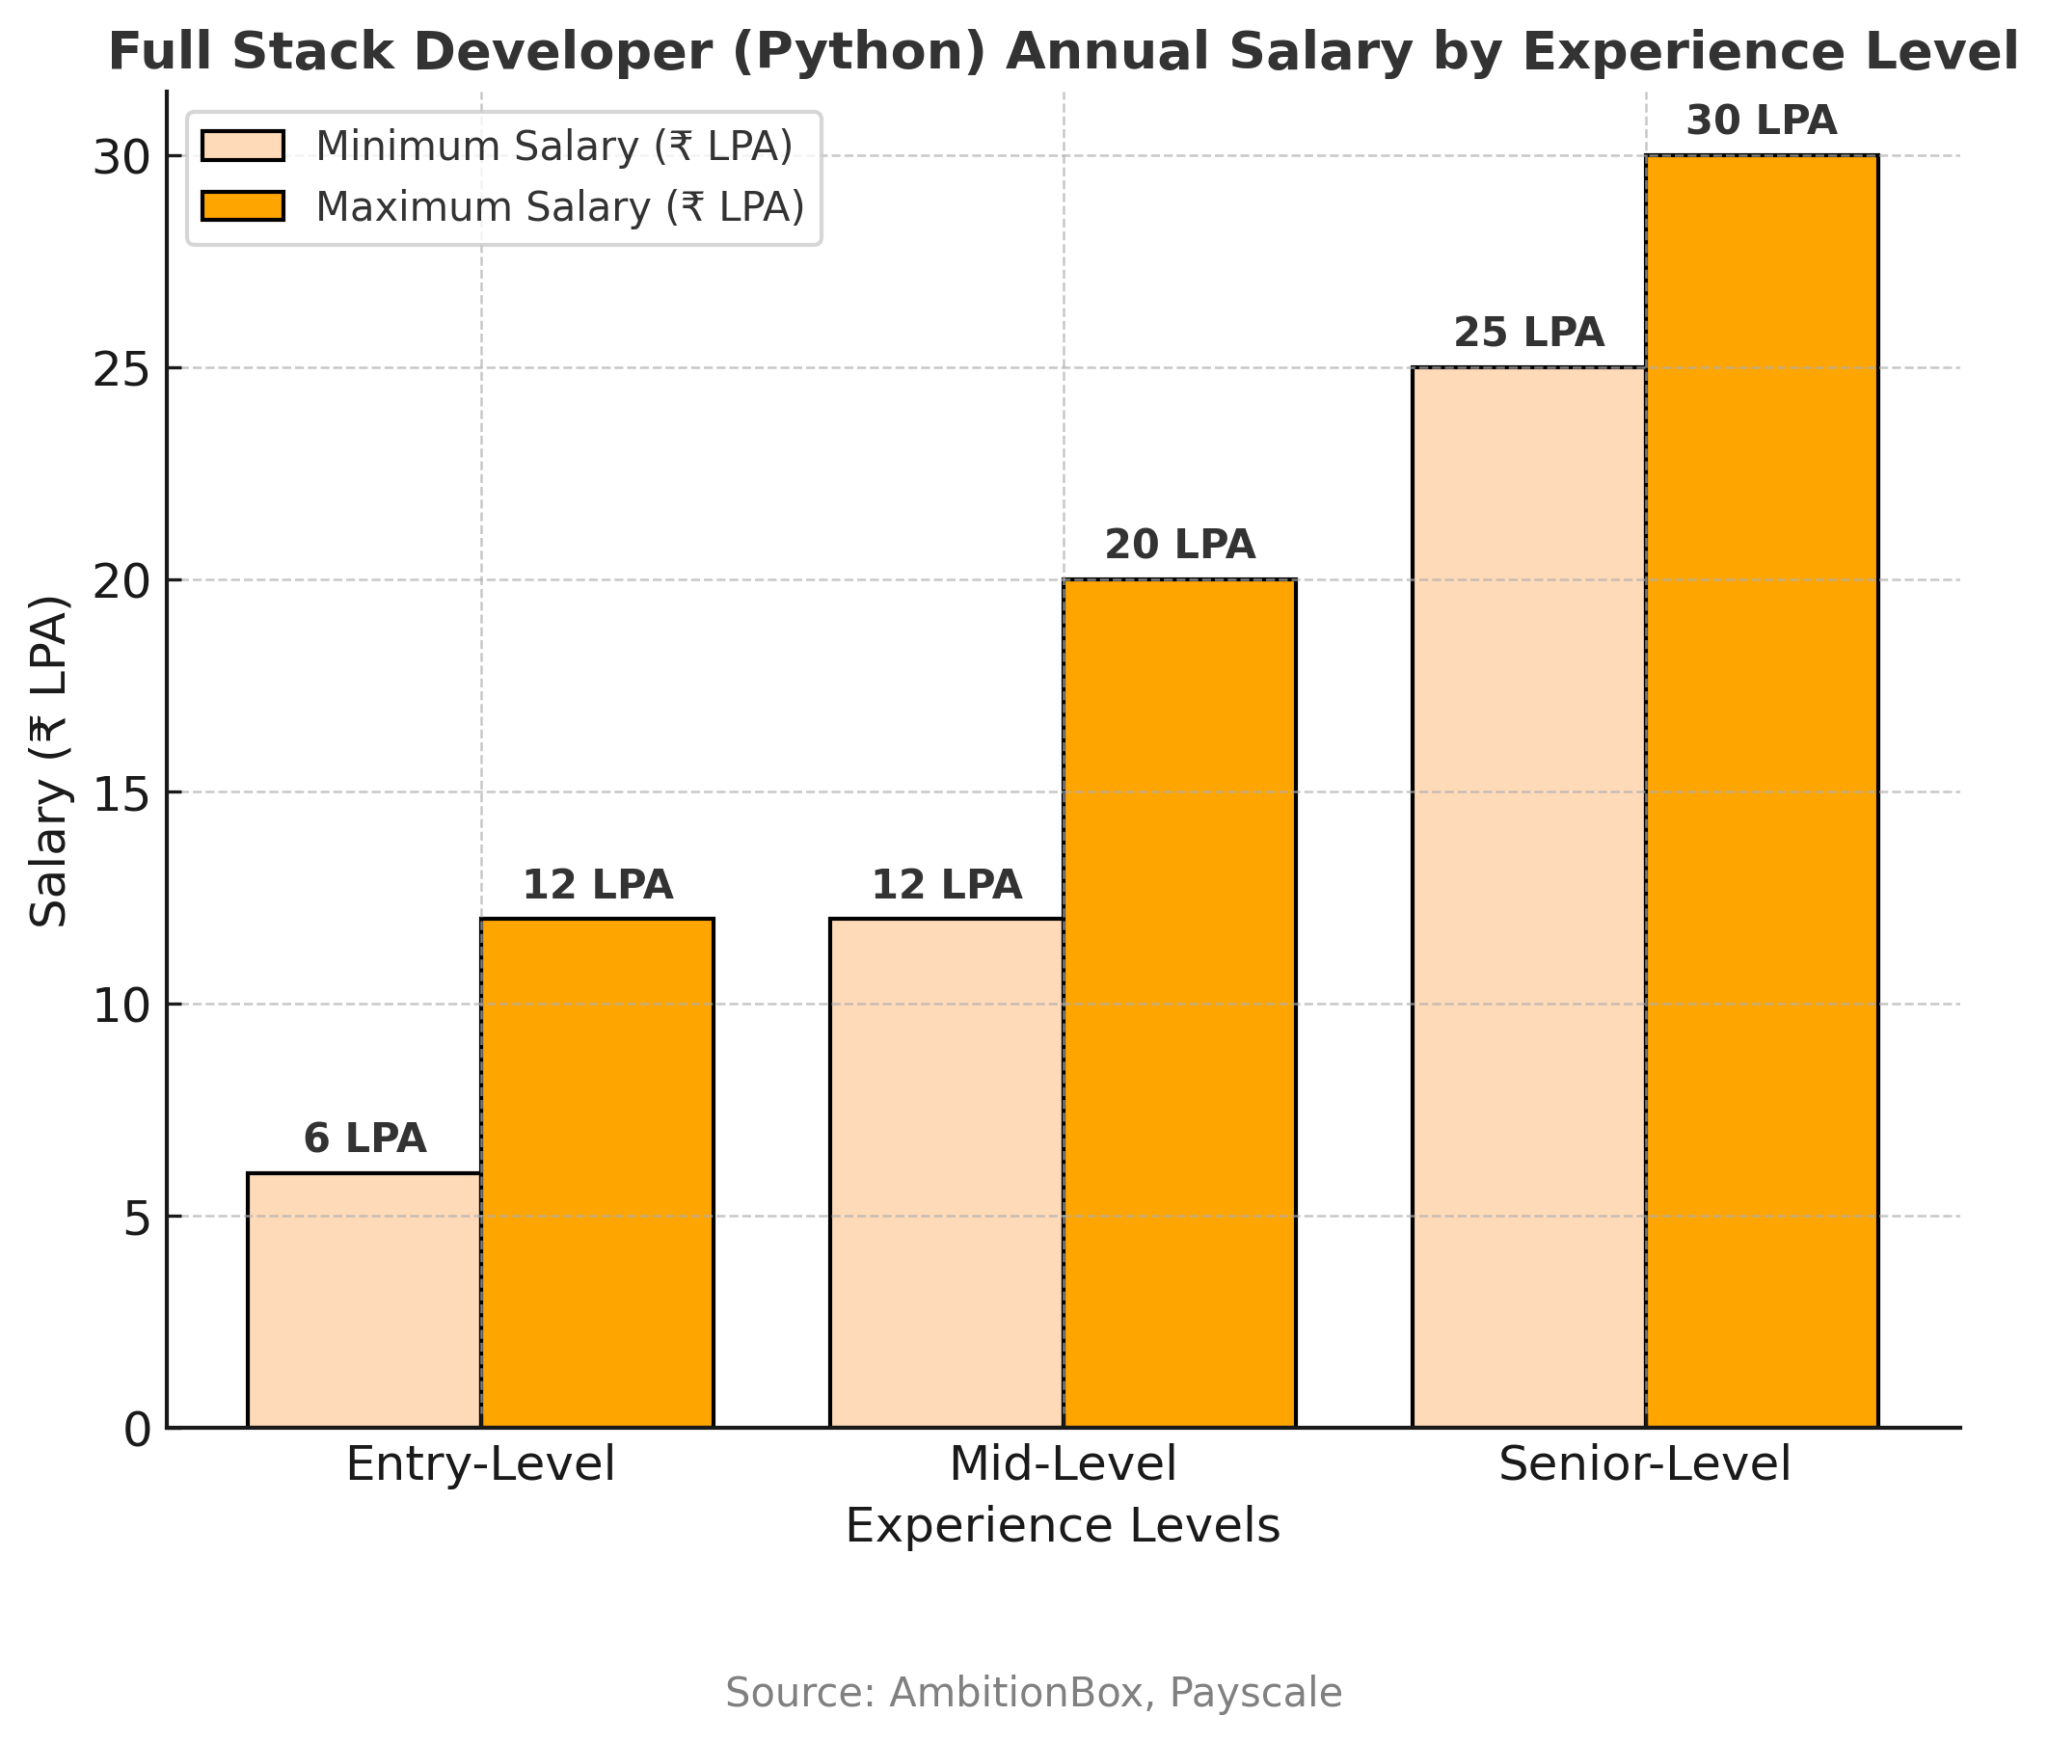 Full Stack Developer (Python) Annual Salary by Experience Level
Minimum Salary (₹ LPA)
Maximum Salary (₹ LPA)
Salary (₹ LPA)
30
25
20
15
10
5
0
6 LPA
12 LPA
12 LPA
20 LPA
25 LPA
30 LPA
Entry-Level
Mid-Level
Senior-Level
Experience Levels
Source: AmbitionBox, Payscale